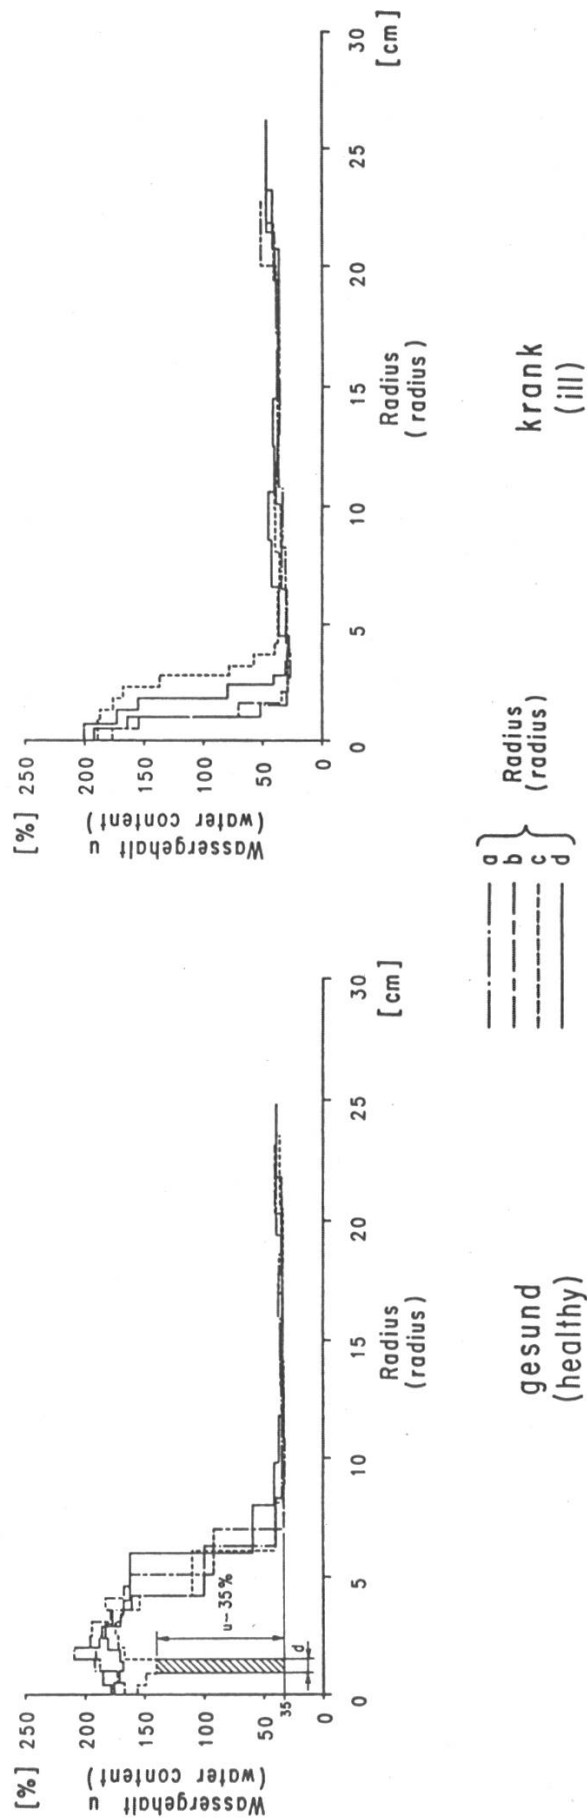 [%]
Wassergehalt u
(water content)
250
200
150
100
50
35
0
u-35%
d
0
5
10
15
20
25
30
[cm]
Radius
(radius)
gesund
(healthy)
[%]
Wassergehalt u
(water content)
250
200
150
100
50
0
0
5
10
15
20
25
30
[cm]
Radius
(radius)
krank
(ill)
a
b
c
d
Radius
(radius)